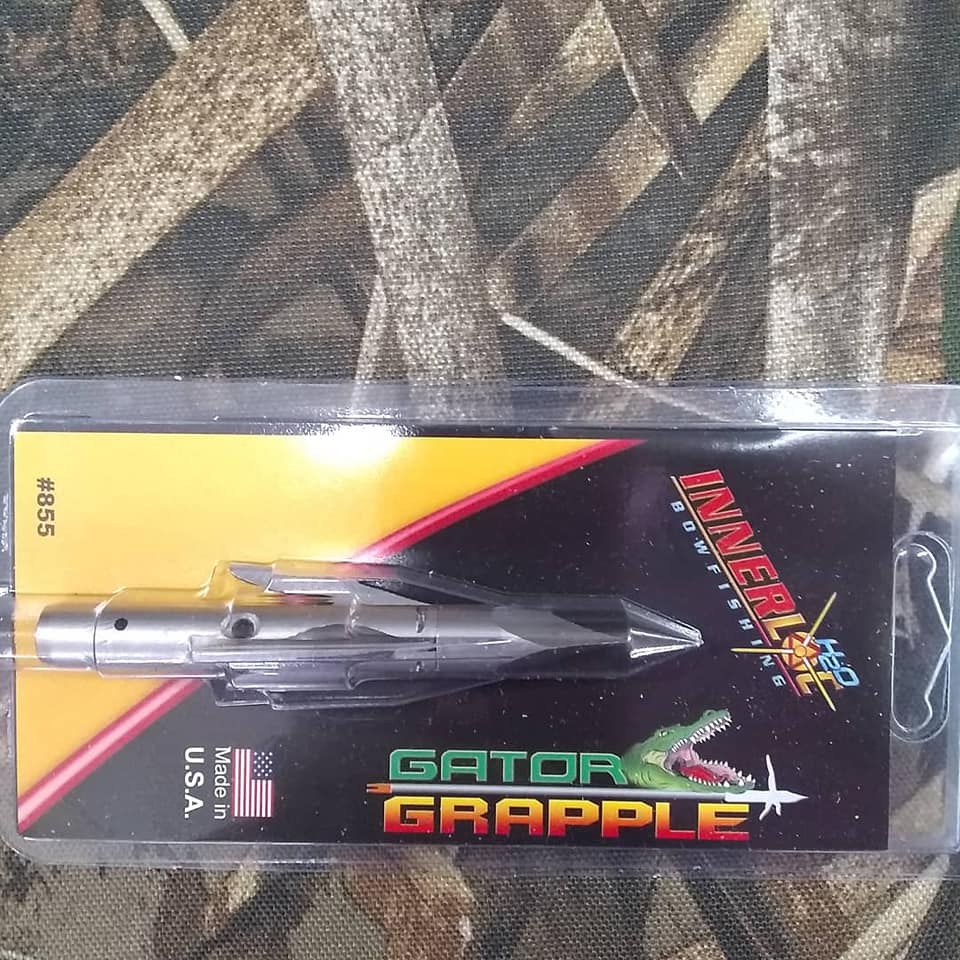 #855
INNERLOC
H2O
BOWFISHING
GATOR
GRAPPLE
Made in
U.S.A.